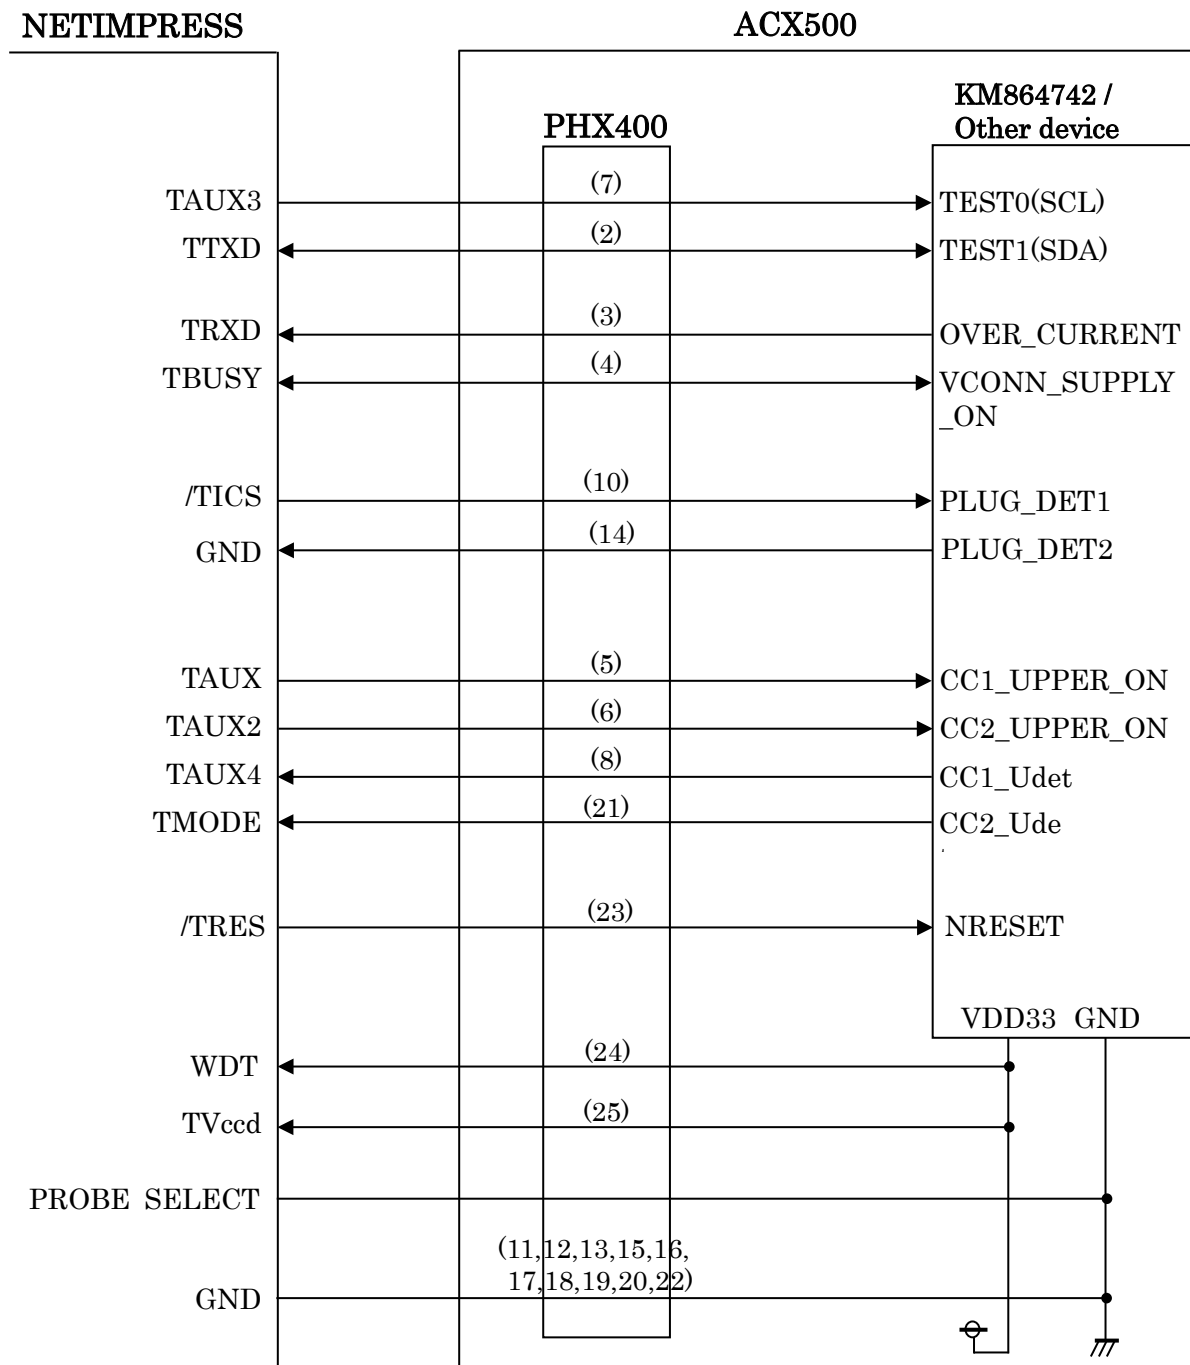 NETIMPRESS
ACX500
KM864742 /
Other device
PHX400
TAUX3 (7) TEST0(SCL)
TTXD (2) TEST1(SDA)
TRXD (3) OVER_CURRENT
TBUSY (4) VCONN_SUPPLY
_ON
/TICS (10) PLUG_DET1
GND (14) PLUG_DET2
TAUX (5) CC1_UPPER_ON
TAUX2 (6) CC2_UPPER_ON
TAUX4 (8) CC1_Udet
TMODE (21) CC2_Ude
/TRES (23) NRESET
VDD33 GND
WDT (24)
TVccd (25)
PROBE SELECT
(11,12,13,15,16,
17,18,19,20,22)
GND